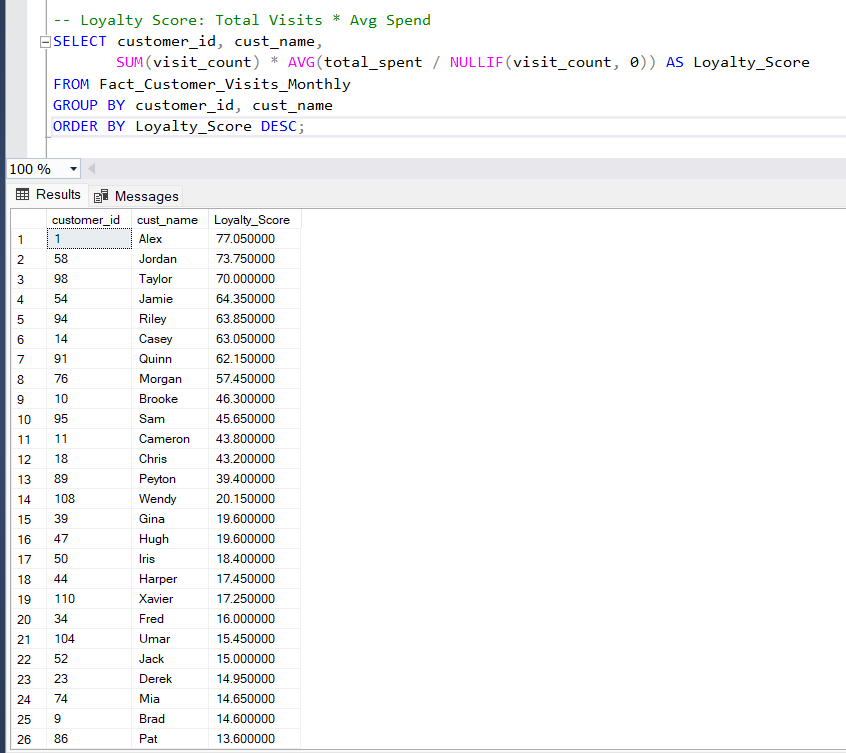 -- Loyalty Score: Total Visits * Avg Spend
SELECT customer_id, cust_name,
SUM(visit_count) * AVG(total_spent / NULLIF(visit_count, 0)) AS Loyalty_Score
FROM Fact_Customer_Visits_Monthly
GROUP BY customer_id, cust_name
ORDER BY Loyalty_Score DESC;
100 %
Results Messages
customer_id cust_name Loyalty_Score
1 1 Alex 77.050000
2 58 Jordan 73.750000
3 98 Taylor 70.000000
4 54 Jamie 64.350000
5 94 Riley 63.850000
6 14 Casey 63.050000
7 91 Quinn 62.150000
8 76 Morgan 57.450000
9 10 Brooke 46.300000
10 95 Sam 45.650000
11 11 Cameron 43.800000
12 18 Chris 43.200000
13 89 Peyton 39.400000
14 108 Wendy 20.150000
15 39 Gina 19.600000
16 47 Hugh 19.600000
17 50 Iris 18.400000
18 44 Harper 17.450000
19 110 Xavier 17.250000
20 34 Fred 16.000000
21 104 Umar 15.450000
22 52 Jack 15.000000
23 23 Derek 14.950000
24 74 Mia 14.650000
25 9 Brad 14.600000
26 86 Pat 13.600000